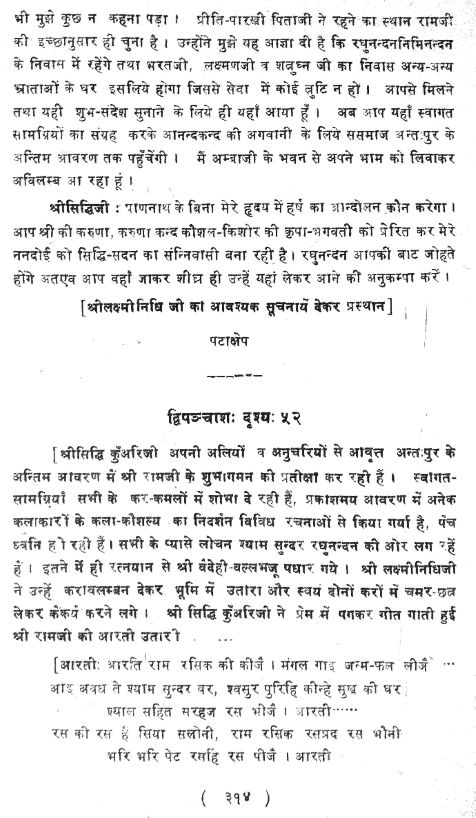 भी मुझे कुछ न कहना पड़ा। प्रीति-पारखी पिताजी ने रहने का स्थान रामजी
की इच्छानुसार ही चुना है। उन्होंने मुझे यह आज्ञा दी है कि रघुनन्दननिमिनन्दन
के निवास में रहेंगे तथा भरतजी, लक्ष्मणजी व शत्रुघ्न जी का निवास अन्य-अन्य
भ्राताओं के घर इसलिये होगा जिससे सेवा में कोई त्रुटि न हो। आपसे मिलने
तथा यही शुभ-संदेश सुनाने के लिये ही यहाँ आया हूँ। अब आप यहाँ स्वागत
सामग्रियों का संग्रह करके आनन्दकन्द की अगवानी के लिये ससमाज अन्तःपुर के
अन्तिम आवरण तक पहुँचेंगी। मैं अम्बाजी के भवन से अपने भाम को लिवाकर
अविलम्ब आ रहा हूं।
श्रीसिद्धिजी : प्राणनाथ के बिना मेरे हृदय में हर्ष का आन्दोलन कौन करेगा।
आप श्री की करुणा, करुणा कन्द कौशल-किशोर की कृपा-भगवती को प्रेरित कर मेरे
ननदोई को सिद्धि-सदन का संनिवासी बना रही है। रघुनन्दन आपकी बाट जोहते
होंगे अतएव आप वहाँ जाकर शीघ्र ही उन्हें यहां लेकर आने की अनुकम्पा करें।
[श्रीलक्ष्मीनिधि जी का आवश्यक सूचनायें देकर प्रस्थान]
पटाक्षेप
द्विपञ्चाशः दृश्यः ५२
[श्रीसिद्धि कुँअरिजी अपनी अलियों व अनुचरियों से आवृत्त अन्तःपुर के
अन्तिम आवरण में श्री रामजी के शुभागमन की प्रतीक्षा कर रही हैं। स्वागत-
सामग्रियाँ सभी के कर-कमलों में शोभा दे रही हैं, प्रकाशमय आवरण में अनेक
कलाकारों के कला-कौशल्य का निदर्शन विविध रचनाओं से किया गया है, पंच
ध्वनि हो रही हैं। सभी के प्यासे लोचन श्याम सुन्दर रघुनन्दन की ओर लग रहें
हैं। इतने में ही रत्नयान से श्री वैदेही-वल्लभजू पधार गये। श्री लक्ष्मीनिधिजी
ने उन्हें करावलम्बन देकर भूमि में उतारा और स्वयं दोनों करों में चमर-छत्र
लेकर कैंकर्य करने लगे। श्री सिद्धि कुँअरिजी ने प्रेम में पगकर गीत गाती हुई
श्री रामजी की आरती उतारी ...
[आरतीः आरति राम रसिक की कीजै। मंगल गाइ जन्म-फल लीजै
आइ अवध ते श्याम सुन्दर वर, श्वसुर पुरिहि कीन्हे सुख की घर
श्याल सहित सरहज रस भीजै। आरती......
रस की रस हैं सिया सलोनी, राम रसिक रसप्रद रस भौनी
भरि भरि पेट रसहिं रस पीजै। आरती
( ३१४ )